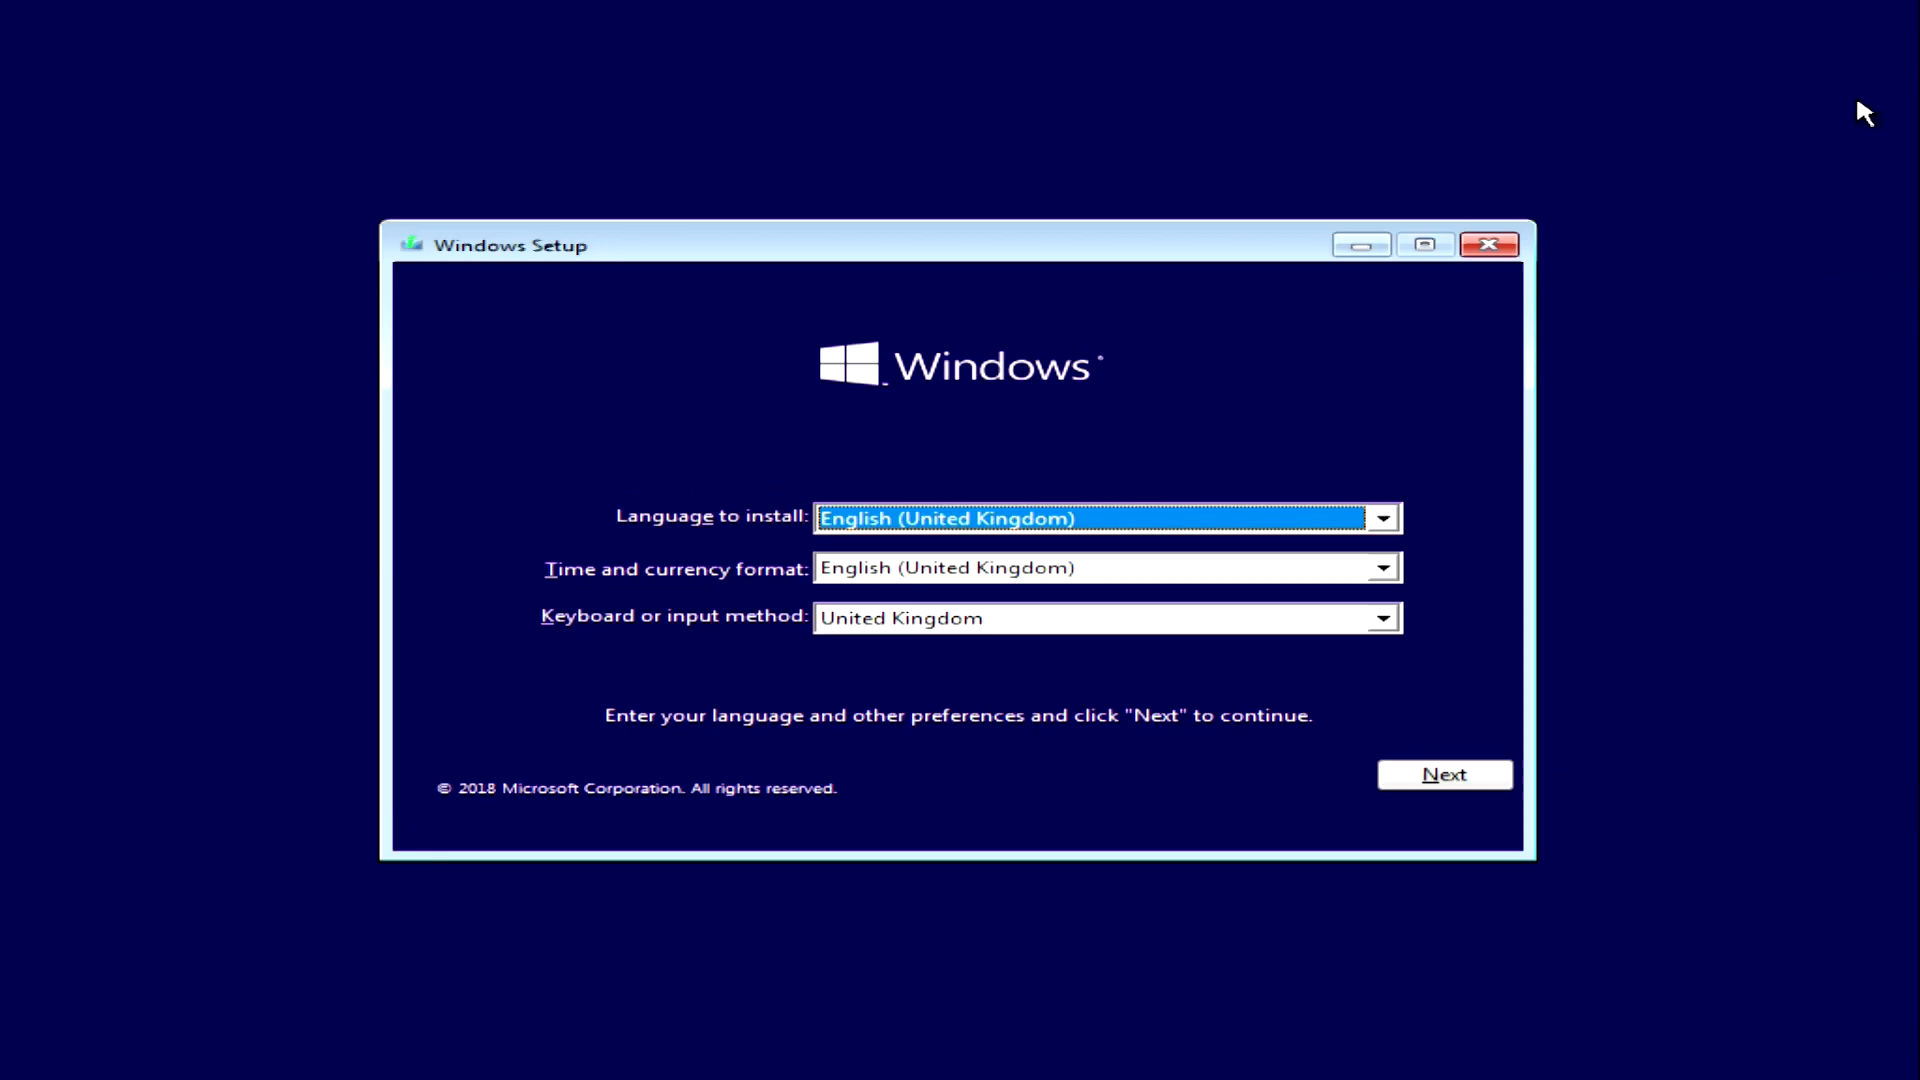 Windows Setup
Windows
Language to install: English (United Kingdom)
Time and currency format: English (United Kingdom)
Keyboard or input method: United Kingdom
Enter your language and other preferences and click "Next" to continue.
Next
© 2018 Microsoft Corporation. All rights reserved.